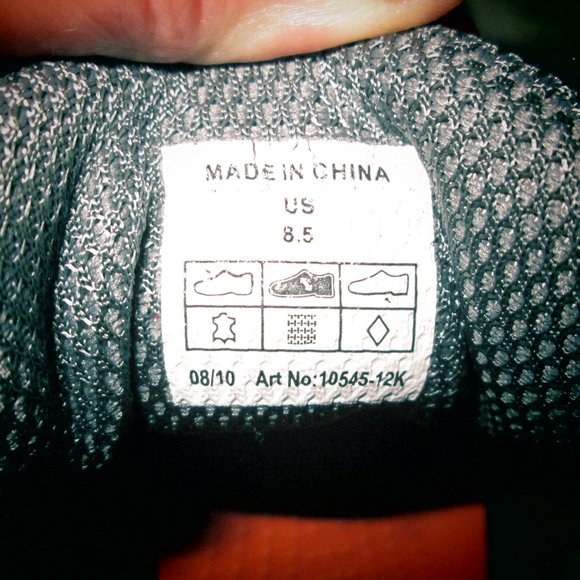 MADE IN CHINA
US
8.5
08/10 Art No:10545-12K